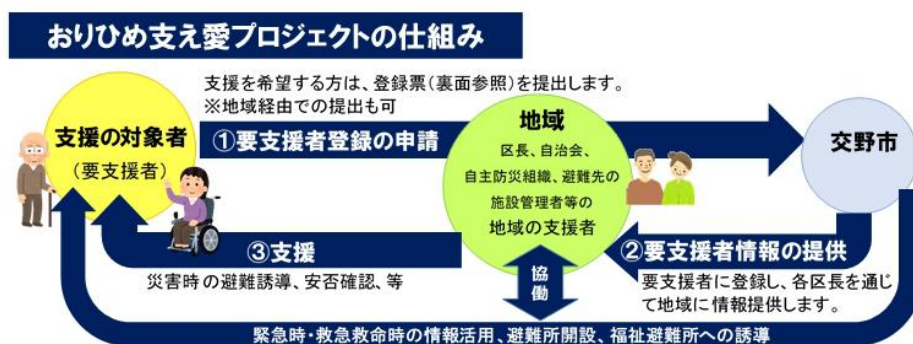 おりひめ支え愛プロジェクトの仕組み
支援を希望する方は、登録票(裏面参照)を提出します。
※地域経由での提出も可
支援の対象者
(要支援者)
①要支援者登録の申請
地域
区長、自治会、
自主防災組織、避難先の
施設管理者等の
地域の支援者
交野市
②要支援者情報の提供
要支援者に登録し、各区長を通じ
て地域に情報提供します。
③支援
災害時の避難誘導、安否確認、等
協
働
緊急時・救急救命時の情報活用、避難所開設、福祉避難所への誘導